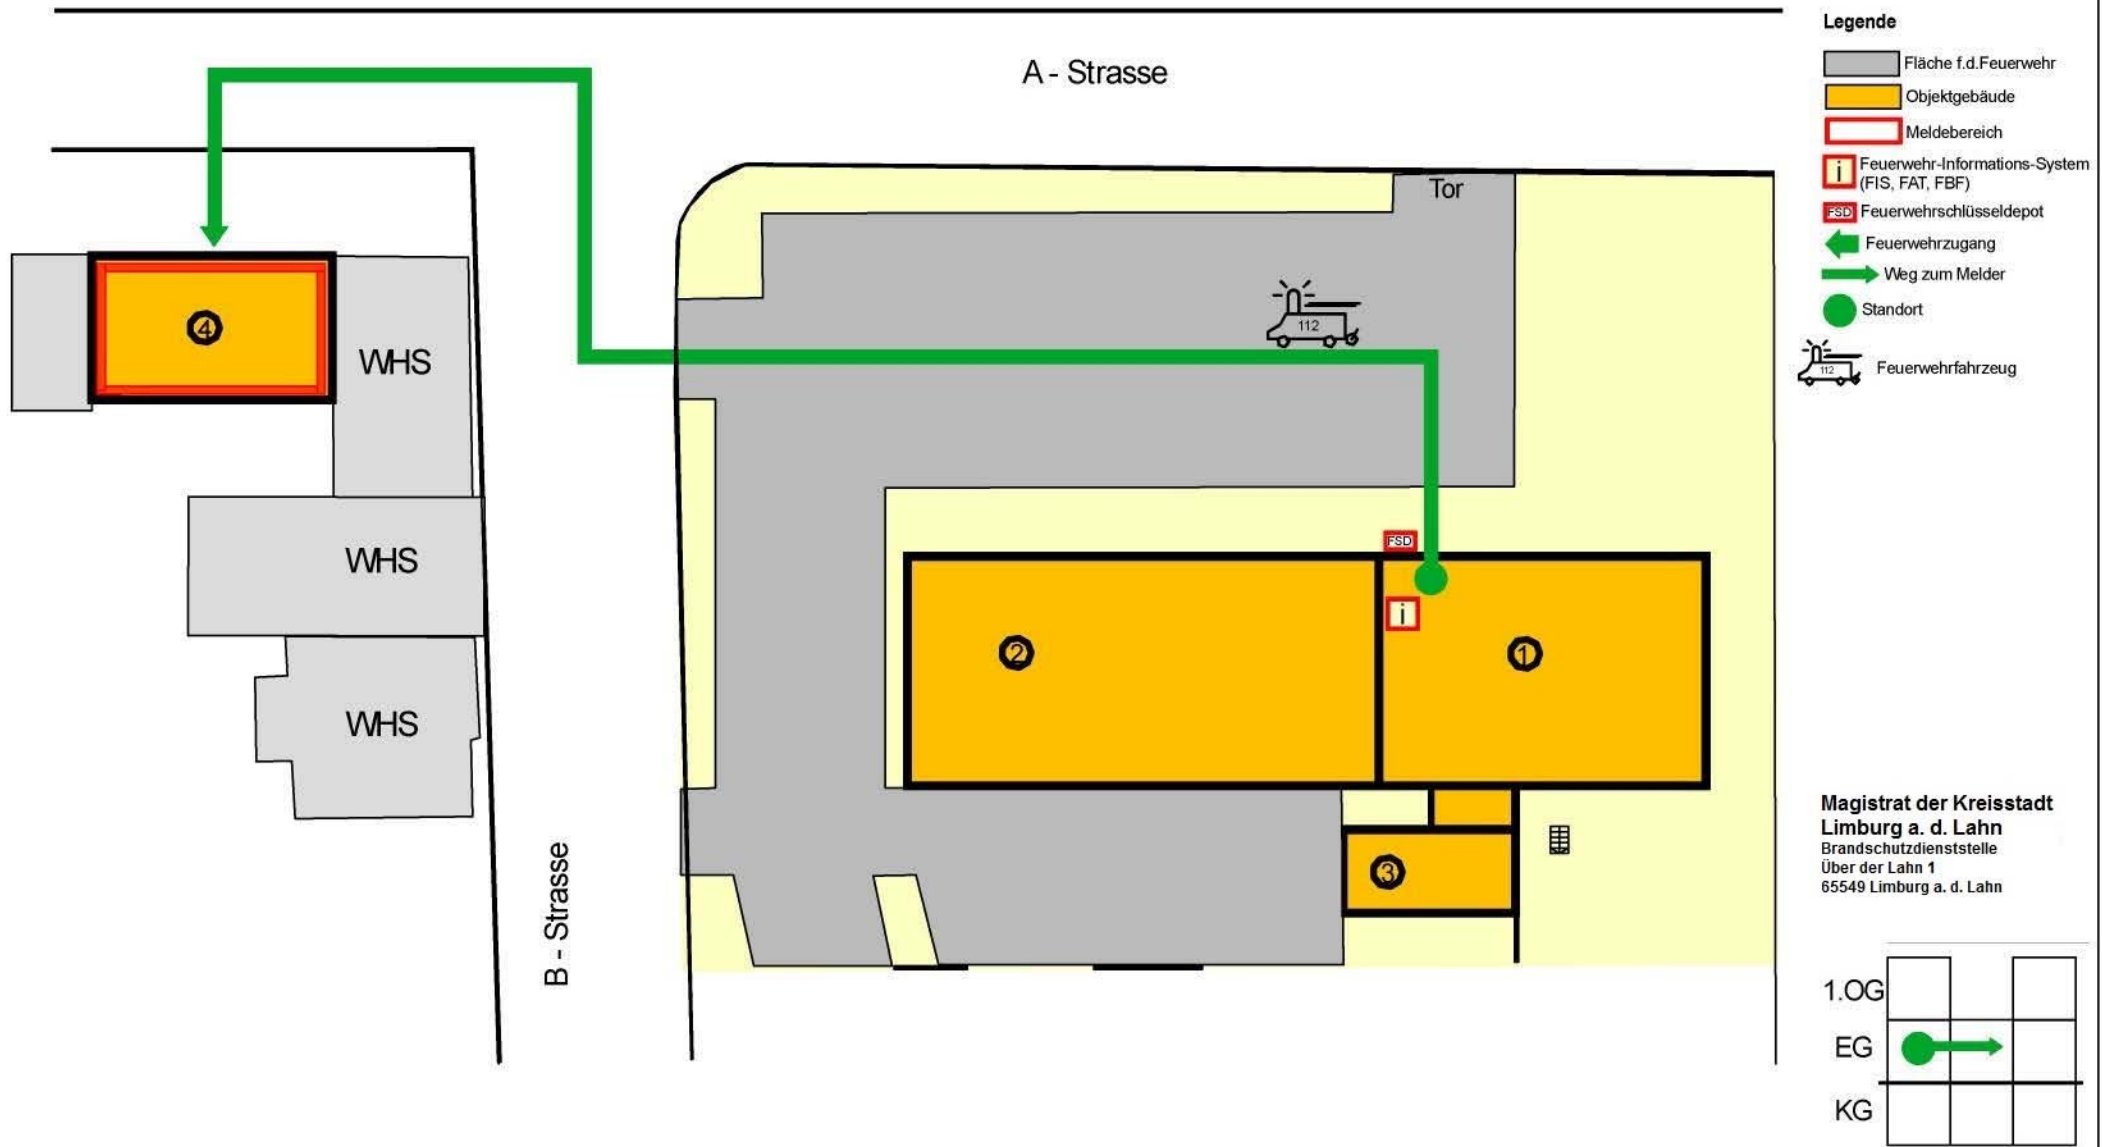 A - Strasse
Tor
112
4
WHS
WHS
WHS
FSD
i
2
1
3
B - Strasse
Legende
Fläche f.d.Feuerwehr
Objektgebäude
Meldebereich
i
Feuerwehr-Informations-System
(FIS, FAT, FBF)
FSD
Feuerwehrschlüsseldepot
Feuerwehrzugang
Weg zum Melder
Standort
112
Feuerwehrfahrzeug
Magistrat der Kreisstadt
Limburg a. d. Lahn
Brandschutzdienststelle
Über der Lahn 1
65549 Limburg a. d. Lahn
1.OG
EG
KG